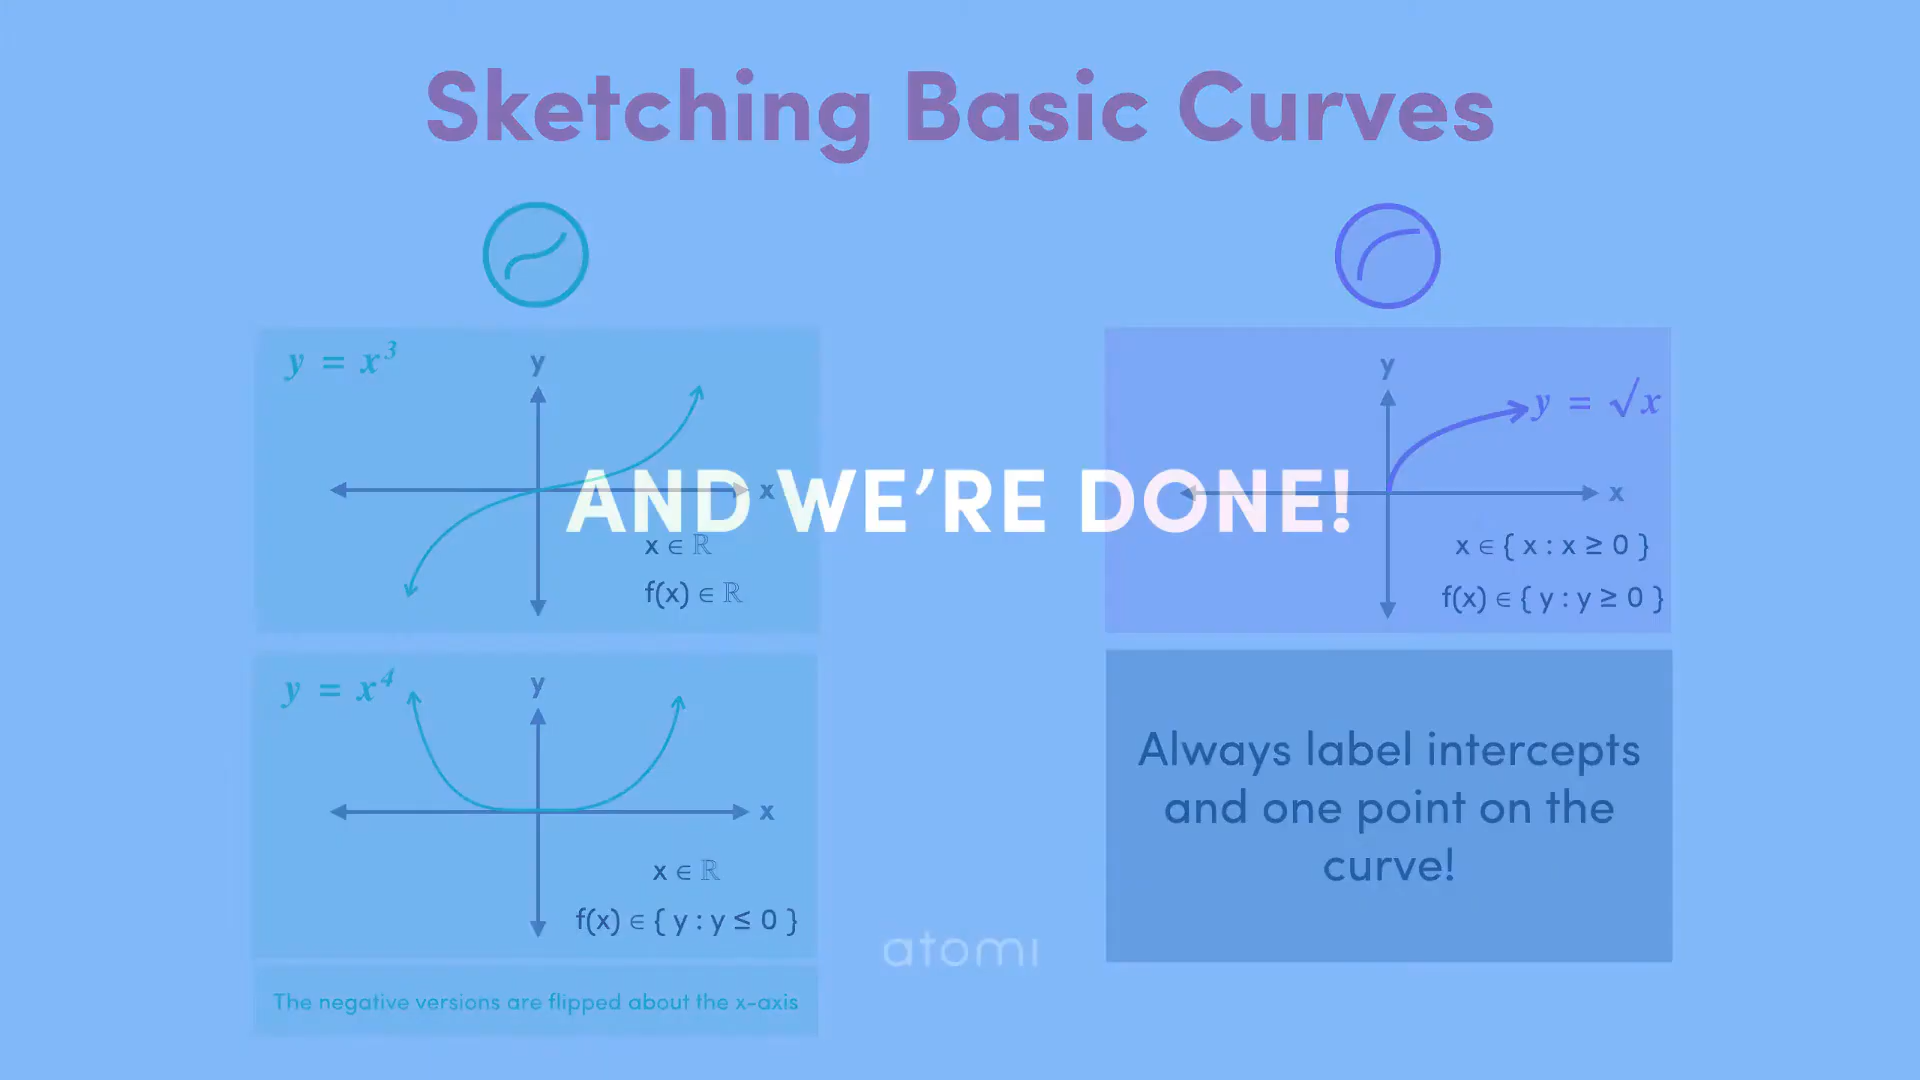 Sketching Basic Curves
y = x³
y
x
x ∈ ℝ
f(x) ∈ ℝ
y = x⁴
y
x
x ∈ ℝ
f(x) ∈ { y : y ≤ 0 }
The negative versions are flipped about the x-axis
AND WE’RE DONE!
atomi
y
y = √x
x
x ∈ { x : x ≥ 0 }
f(x) ∈ { y : y ≥ 0 }
Always label intercepts
and one point on the
curve!